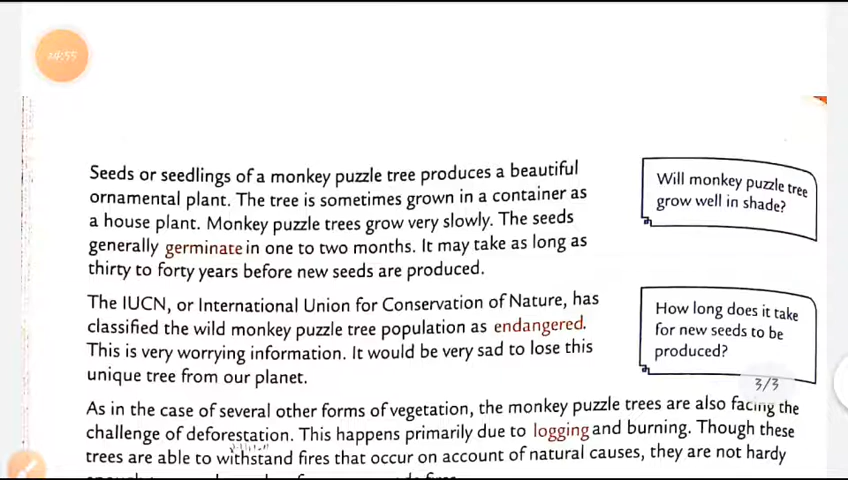 04:55
Seeds or seedlings of a monkey puzzle tree produces a beautiful
ornamental plant. The tree is sometimes grown in a container as
a house plant. Monkey puzzle trees grow very slowly. The seeds
generally germinate in one to two months. It may take as long as
thirty to forty years before new seeds are produced.
Will monkey puzzle tree
grow well in shade?
The IUCN, or International Union for Conservation of Nature, has
classified the wild monkey puzzle tree population as endangered.
This is very worrying information. It would be very sad to lose this
unique tree from our planet.
How long does it take
for new seeds to be
produced?
3/3
As in the case of several other forms of vegetation, the monkey puzzle trees are also facing the
challenge of deforestation. This happens primarily due to logging and burning. Though these
trees are able to withstand fires that occur on account of natural causes, they are not hardy